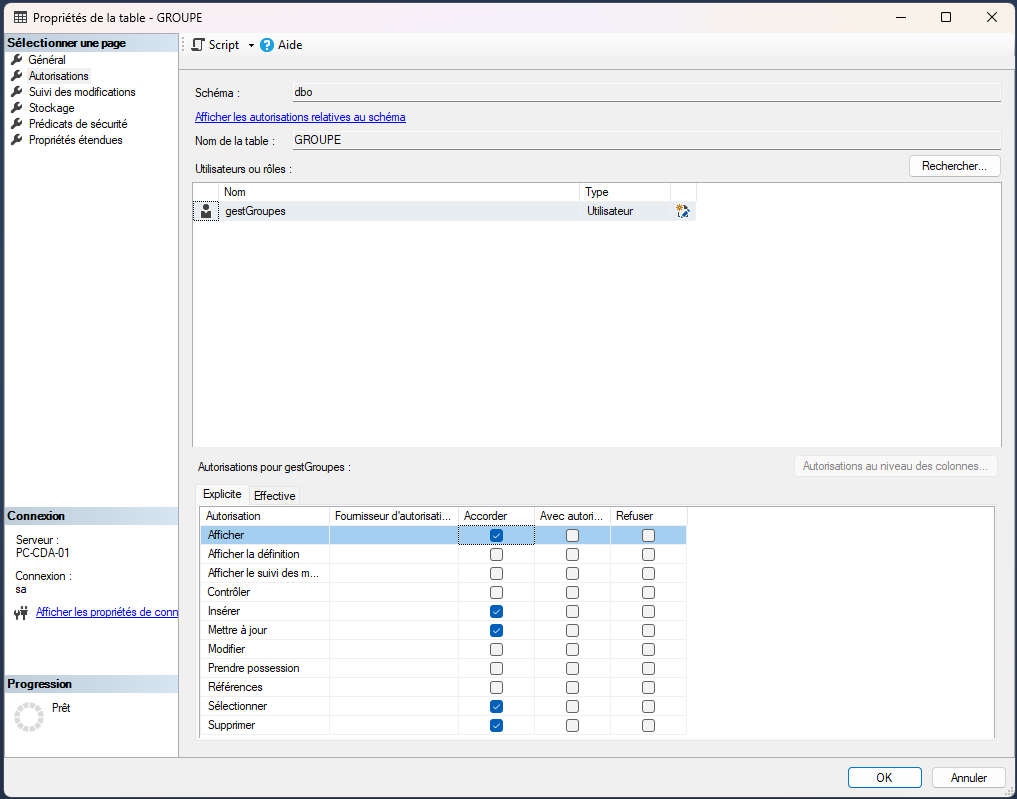 Propriétés de la table - GROUPE
Sélectionner une page
Général
Autorisations
Suivi des modifications
Stockage
Prédicats de sécurité
Propriétés étendues
Script
Aide
Schéma : dbo
Afficher les autorisations relatives au schéma
Nom de la table : GROUPE
Utilisateurs ou rôles :
Rechercher...
Nom Type
gestGroupes Utilisateur
Autorisations pour gestGroupes :
Autorisations au niveau des colonnes...
Explicite Effective
Autorisation Fournisseur d'autorisati... Accorder Avec autori... Refuser
Afficher
Afficher la définition
Afficher le suivi des m...
Contrôler
Insérer
Mettre à jour
Modifier
Prendre possession
Références
Sélectionner
Supprimer
Connexion
Serveur :
PC-CDA-01
Connexion :
sa
Afficher les propriétés de conn
Progression
Prêt
OK Annuler